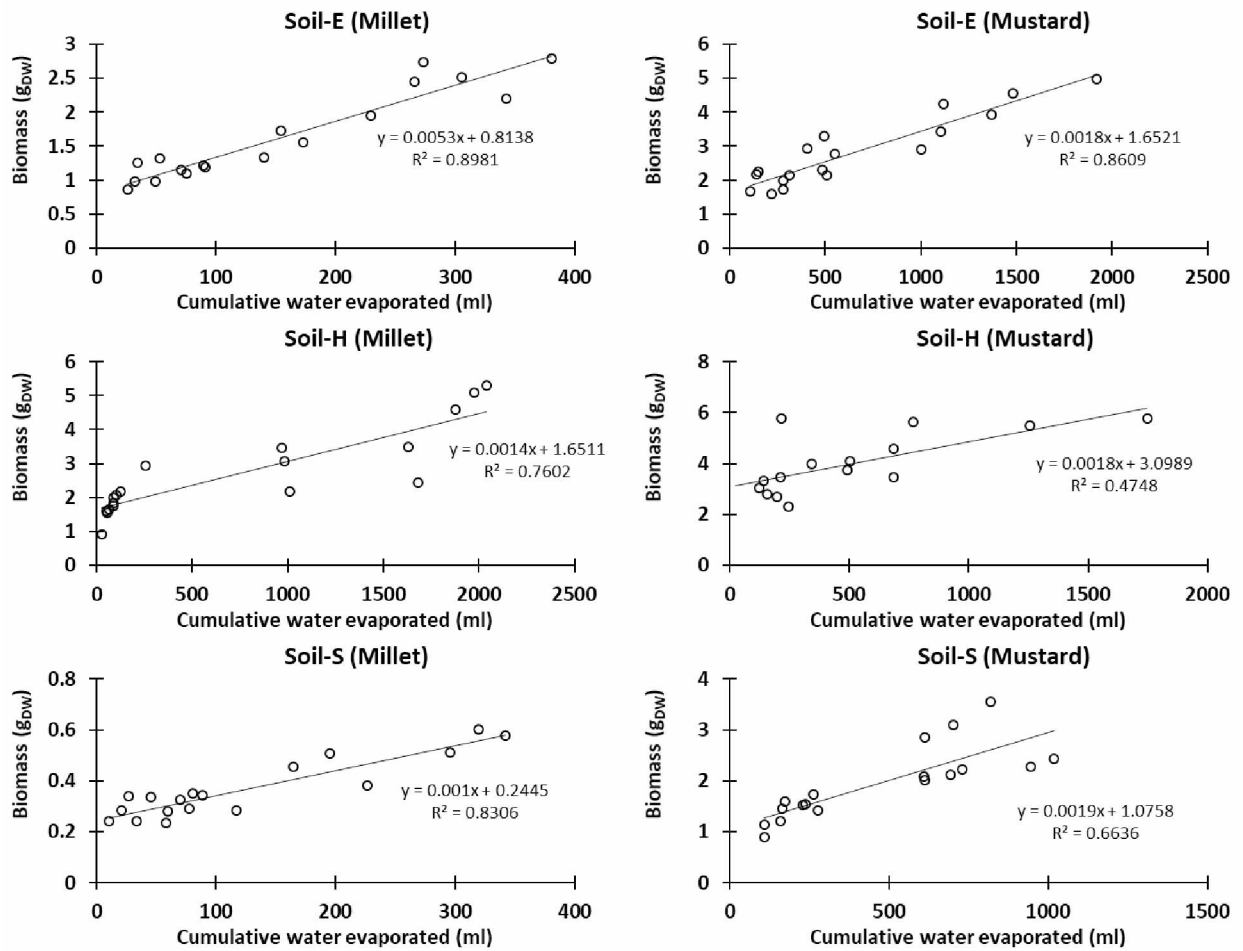 Soil-E (Millet)
Biomass (gDW)
3
2.5
2
1.5
1
0.5
0
y = 0.0053x + 0.8138
R² = 0.8981
0 100 200 300 400
Cumulative water evaporated (ml)
Soil-E (Mustard)
Biomass (gDW)
6
5
4
3
2
1
0
y = 0.0018x + 1.6521
R² = 0.8609
0 500 1000 1500 2000 2500
Cumulative water evaporated (ml)
Soil-H (Millet)
Biomass (gDW)
6
5
4
3
2
1
0
y = 0.0014x + 1.6511
R² = 0.7602
0 500 1000 1500 2000 2500
Cumulative water evaporated (ml)
Soil-H (Mustard)
Biomass (gDW)
8
6
4
2
0
y = 0.0018x + 3.0989
R² = 0.4748
0 500 1000 1500 2000
Cumulative water evaporated (ml)
Soil-S (Millet)
Biomass (gDW)
0.8
0.6
0.4
0.2
0
y = 0.001x + 0.2445
R² = 0.8306
0 100 200 300 400
Cumulative water evaporated (ml)
Soil-S (Mustard)
Biomass (gDW)
4
3
2
1
0
y = 0.0019x + 1.0758
R² = 0.6636
0 500 1000 1500
Cumulative water evaporated (ml)